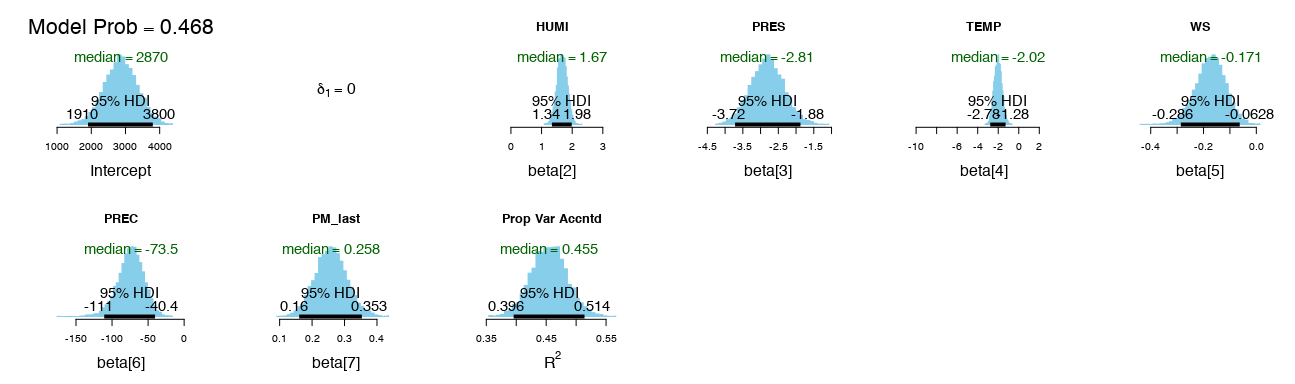 Model Prob = 0.468
median = 2870
95% HDI
1910 3800
1000 2000 3000 4000
Intercept
δ1 = 0
HUMI
median = 1.67
95% HDI
1.34 1.98
0 1 2 3
beta[2]
PRES
median = -2.81
95% HDI
-3.72 -1.88
-4.5 -3.5 -2.5 -1.5
beta[3]
TEMP
median = -2.02
95% HDI
-2.78 -1.28
-10 -8 -6 -4 -2 0 2
beta[4]
WS
median = -0.171
95% HDI
-0.286 -0.0628
-0.4 -0.2 0.0
beta[5]
PREC
median = -73.5
95% HDI
-111 -40.4
-150 -100 -50 0
beta[6]
PM_last
median = 0.258
95% HDI
0.16 0.353
0.1 0.2 0.3 0.4
beta[7]
Prop Var Accntd
median = 0.455
95% HDI
0.396 0.514
0.35 0.45 0.55
R²